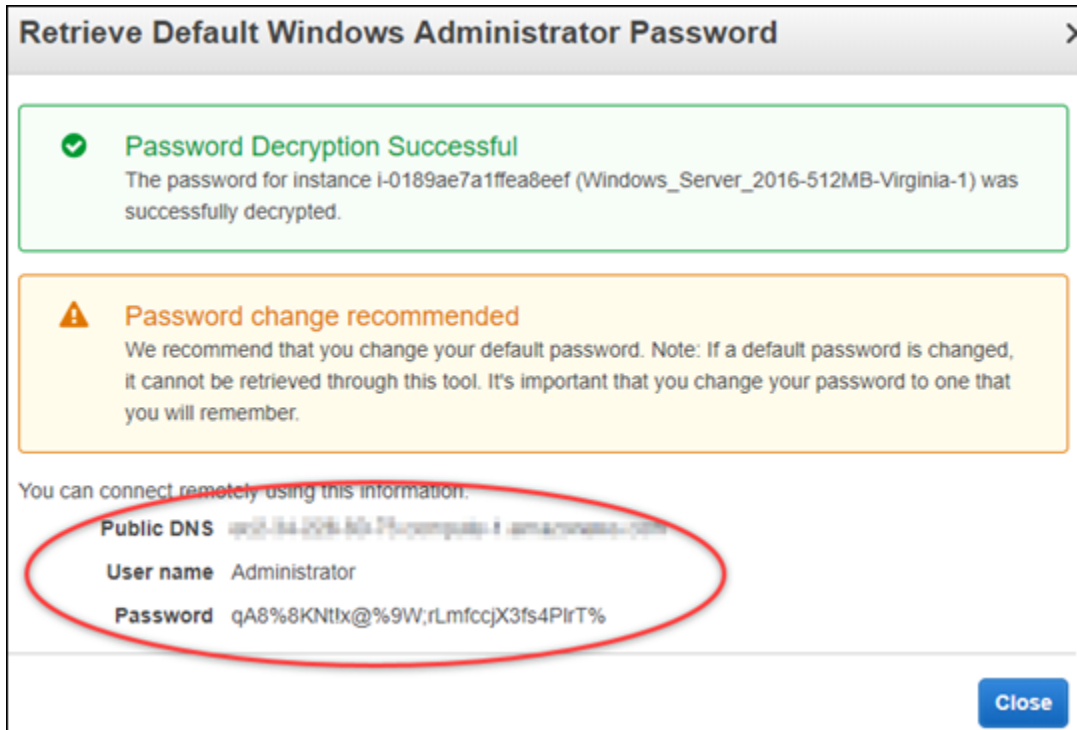 Retrieve Default Windows Administrator Password
Password Decryption Successful
The password for instance i-0189ae7a1ffea8eef (Windows_Server_2016-512MB-Virginia-1) was
successfully decrypted.
Password change recommended
We recommend that you change your default password. Note: If a default password is changed,
it cannot be retrieved through this tool. It's important that you change your password to one that
you will remember.
You can connect remotely using this information:
Public DNS
User name Administrator
Password qA8%8KNtIx@%9W;rLmfccjX3fs4PIrT%
Close